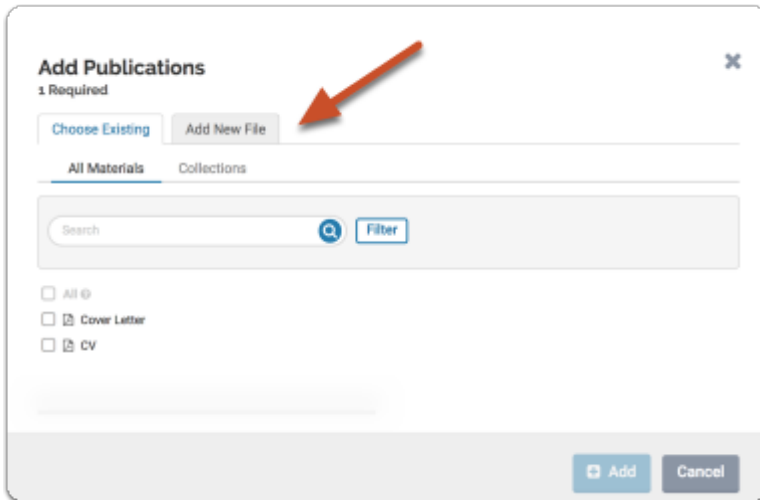 Add Publications
1 Required
Choose Existing Add New File
All Materials Collections
Search Filter
All
Cover Letter
CV
Add Cancel